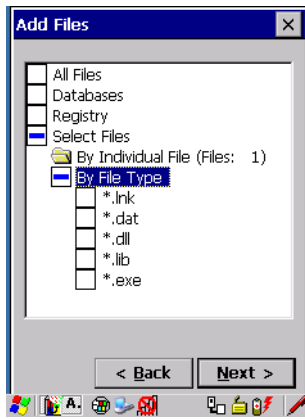 Add Files
All Files
Databases
Registry
Select Files
By Individual File (Files: 1)
By File Type
*.lnk
*.dat
*.dll
*.lib
*.exe
< Back
Next >
A.